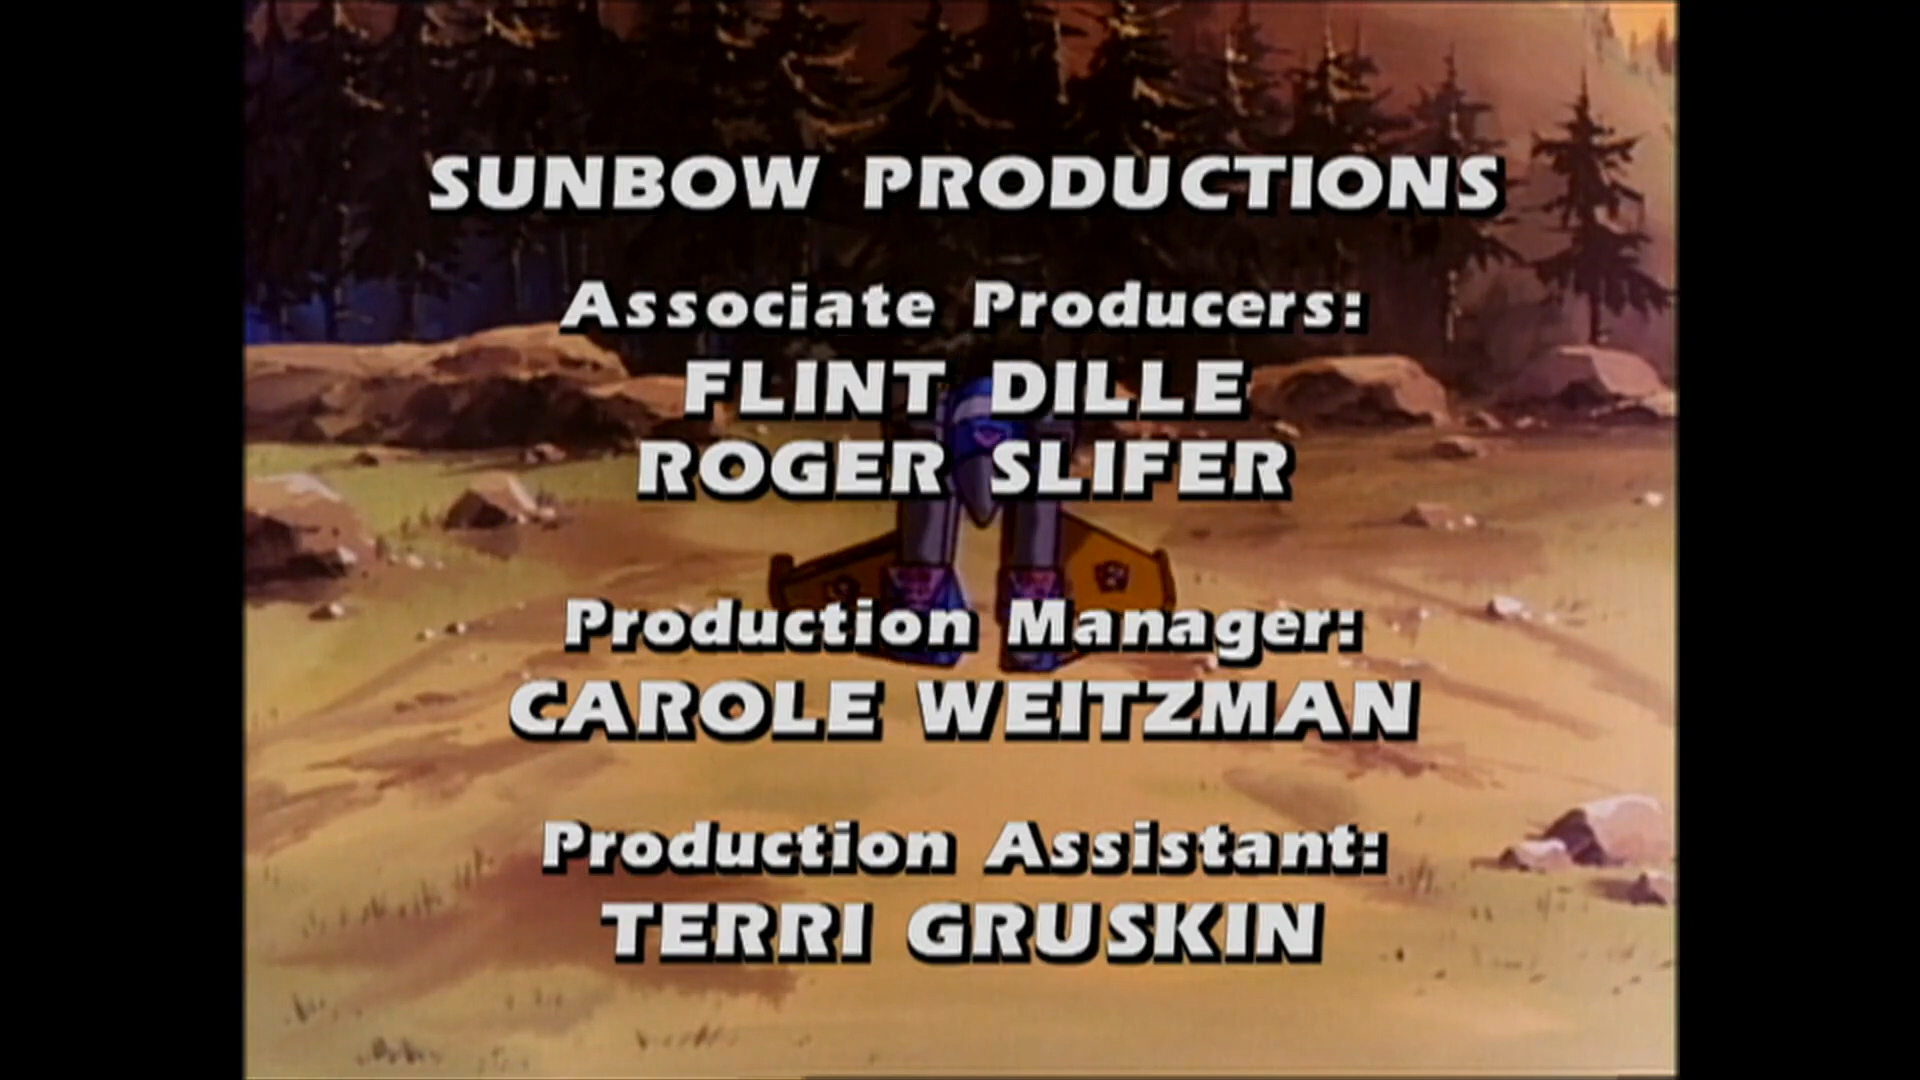 SUNBOW PRODUCTIONS
Associate Producers:
FLINT DILLE
ROGER SLIFER
Production Manager:
CAROLE WEITZMAN
Production Assistant:
TERRI GRUSKIN